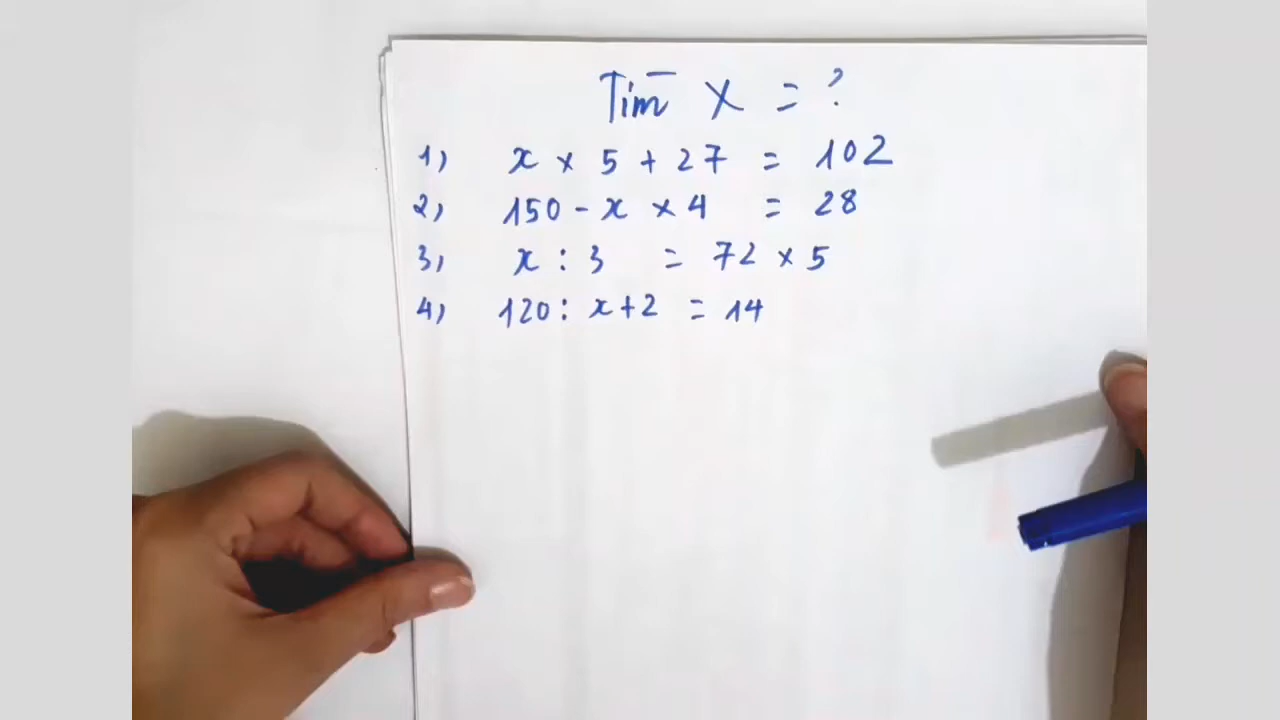 Tìm X = ?
1) x × 5 + 27 = 102
2) 150 - x × 4 = 28
3) x : 3 = 72 × 5
4) 120 : x + 2 = 14